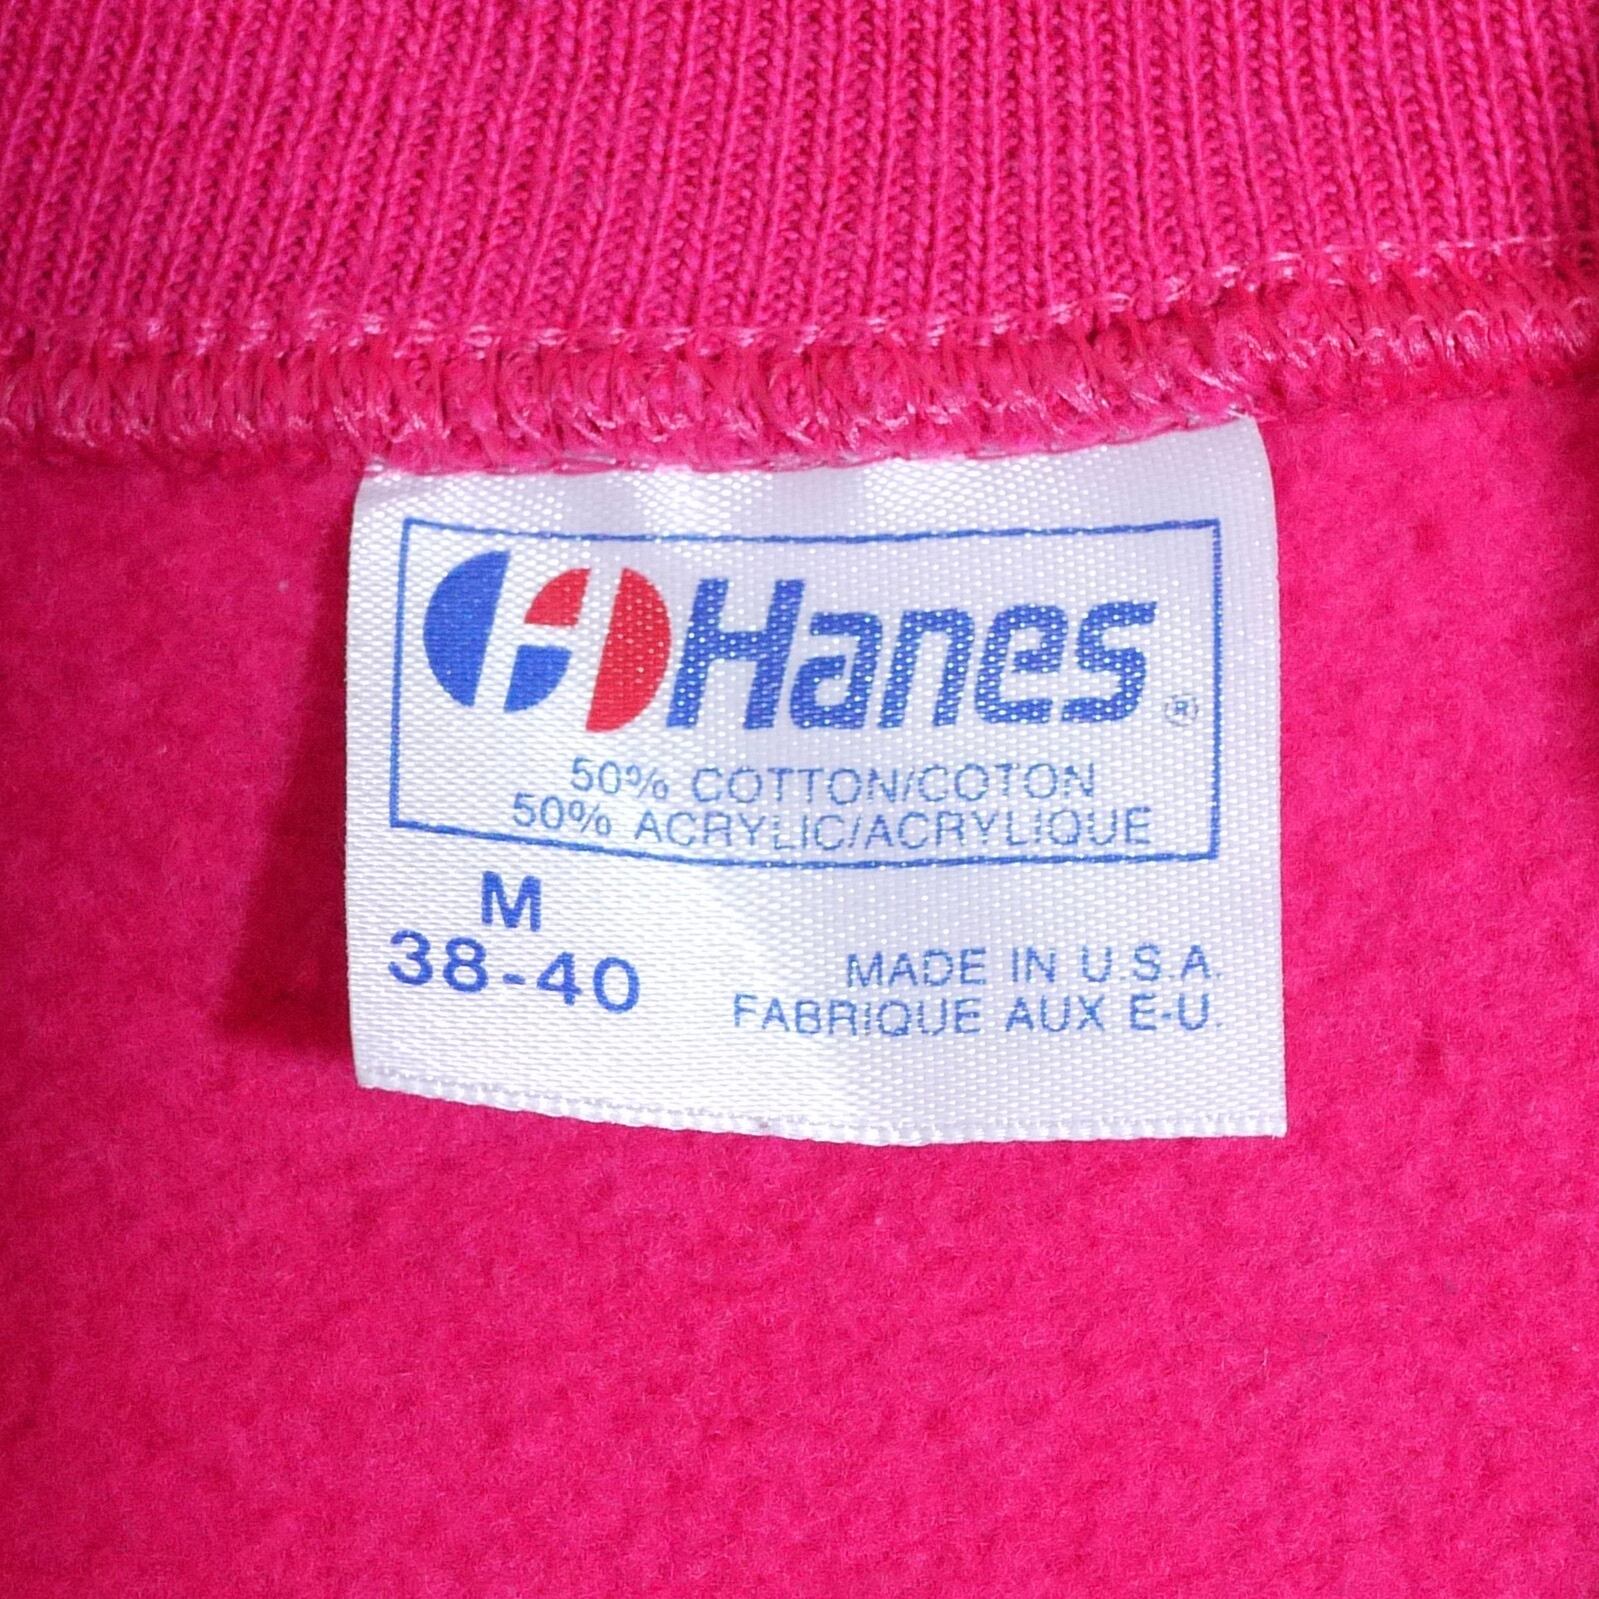 Hanes ®
50% COTTON/COTON
50% ACRYLIC/ACRYLIQUE
M
38-40
MADE IN U.S.A.
FABRIQUE AUX E-U.